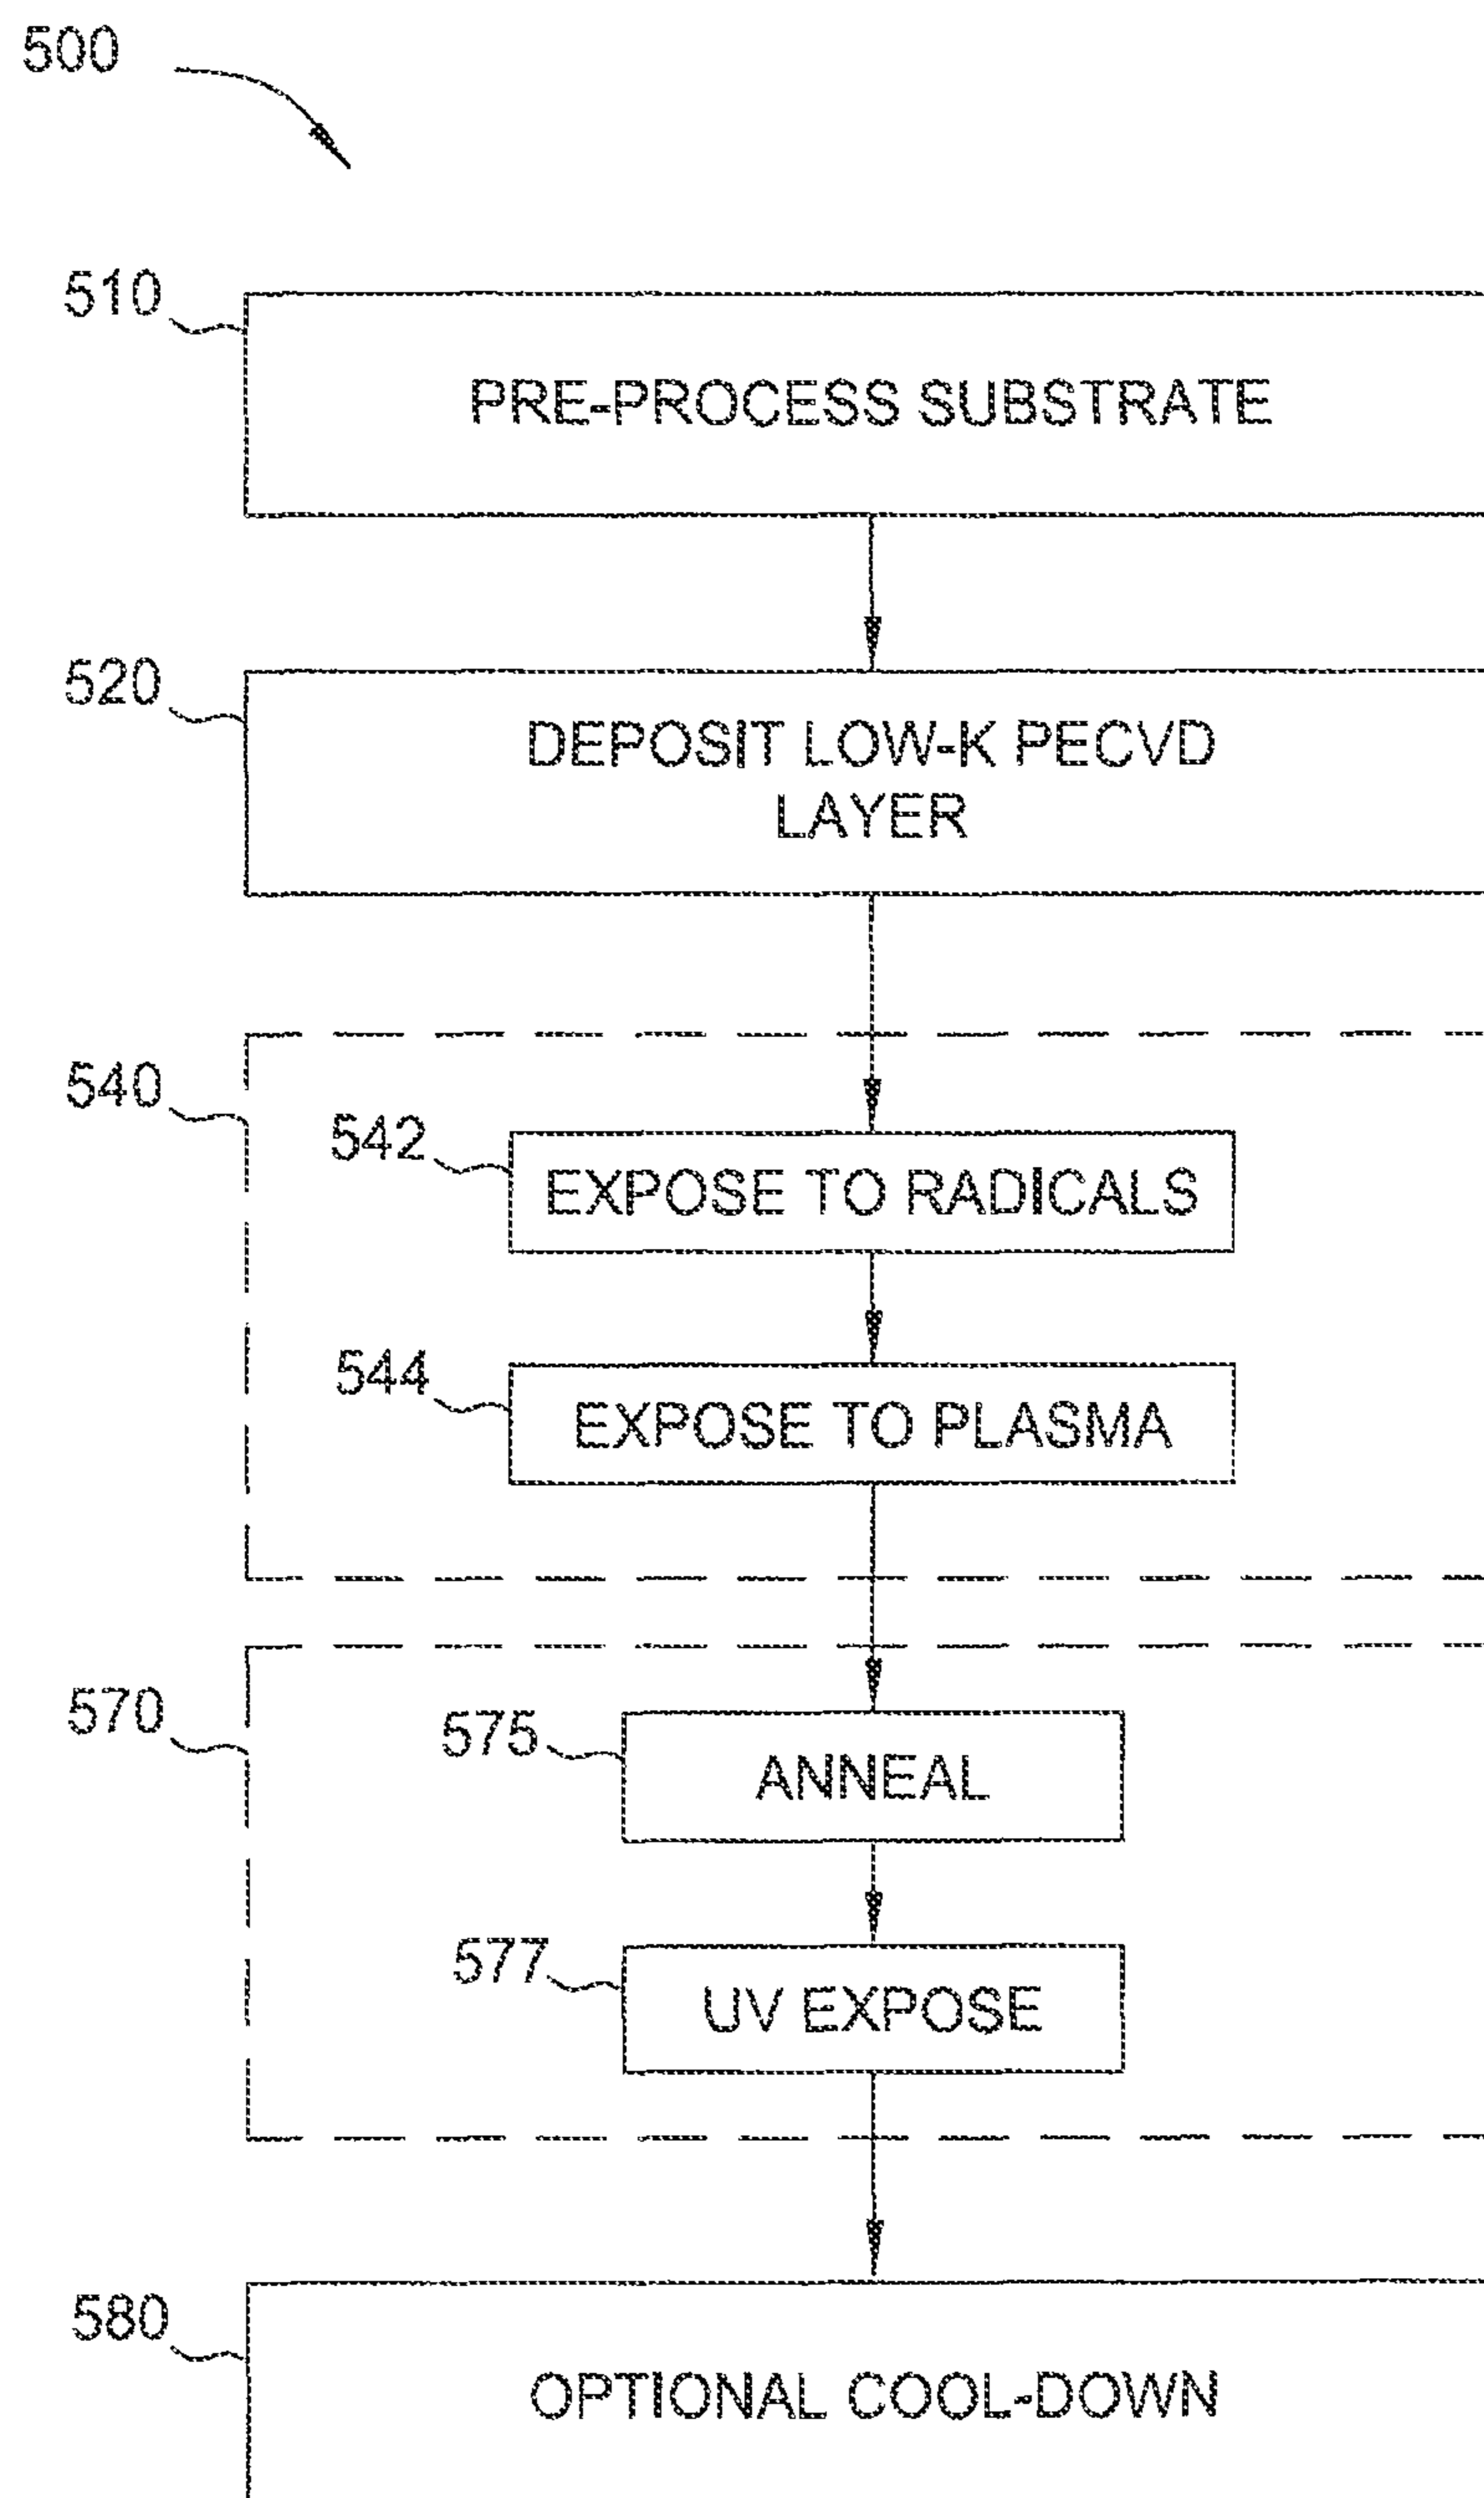 500
510
PRE-PROCESS SUBSTRATE
520
DEPOSIT LOW-K PECVD
LAYER
540
542
EXPOSE TO RADICALS
544
EXPOSE TO PLASMA
570
575
ANNEAL
577
UV EXPOSE
580
OPTIONAL COOL-DOWN